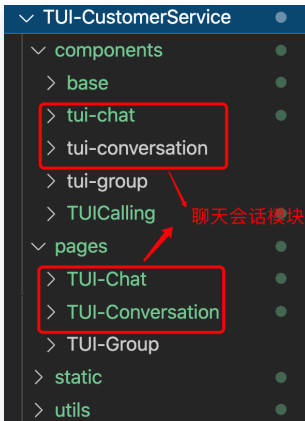 TUI-CustomerService
components
base
tui-chat
tui-conversation
tui-group
TUICalling
聊天会话模块
pages
TUI-Chat
TUI-Conversation
TUI-Group
static
utils